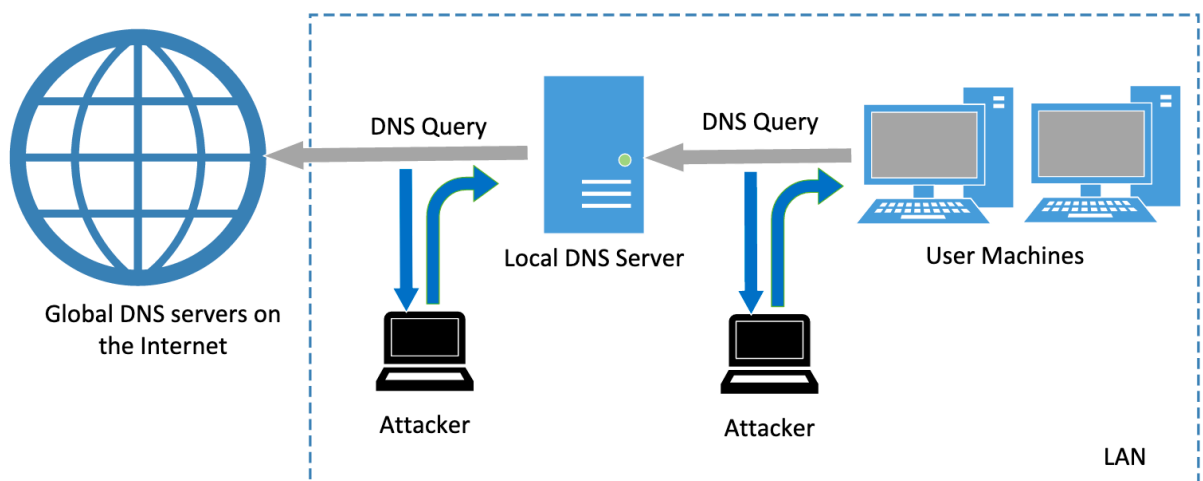 DNS Query
DNS Query
Local DNS Server
User Machines
Global DNS servers on
the Internet
Attacker
Attacker
LAN